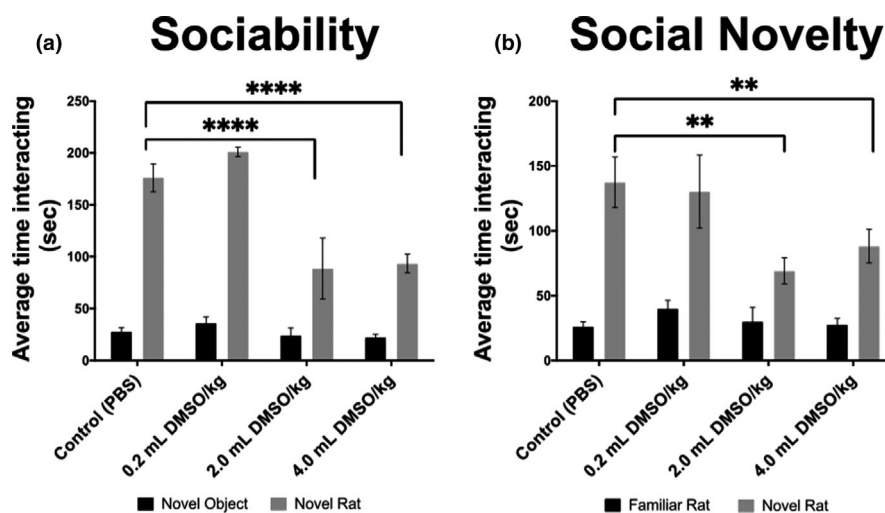 (a) Sociability
****
****
250
200
150
100
50
0
Average time interacting
(sec)
Control (PBS)
0.2 mL DMSO/kg
2.0 mL DMSO/kg
4.0 mL DMSO/kg
Novel Object Novel Rat
(b) Social Novelty
**
**
200
150
100
50
0
Average time interacting
(sec)
Control (PBS)
0.2 mL DMSO/kg
2.0 mL DMSO/kg
4.0 mL DMSO/kg
Familiar Rat Novel Rat